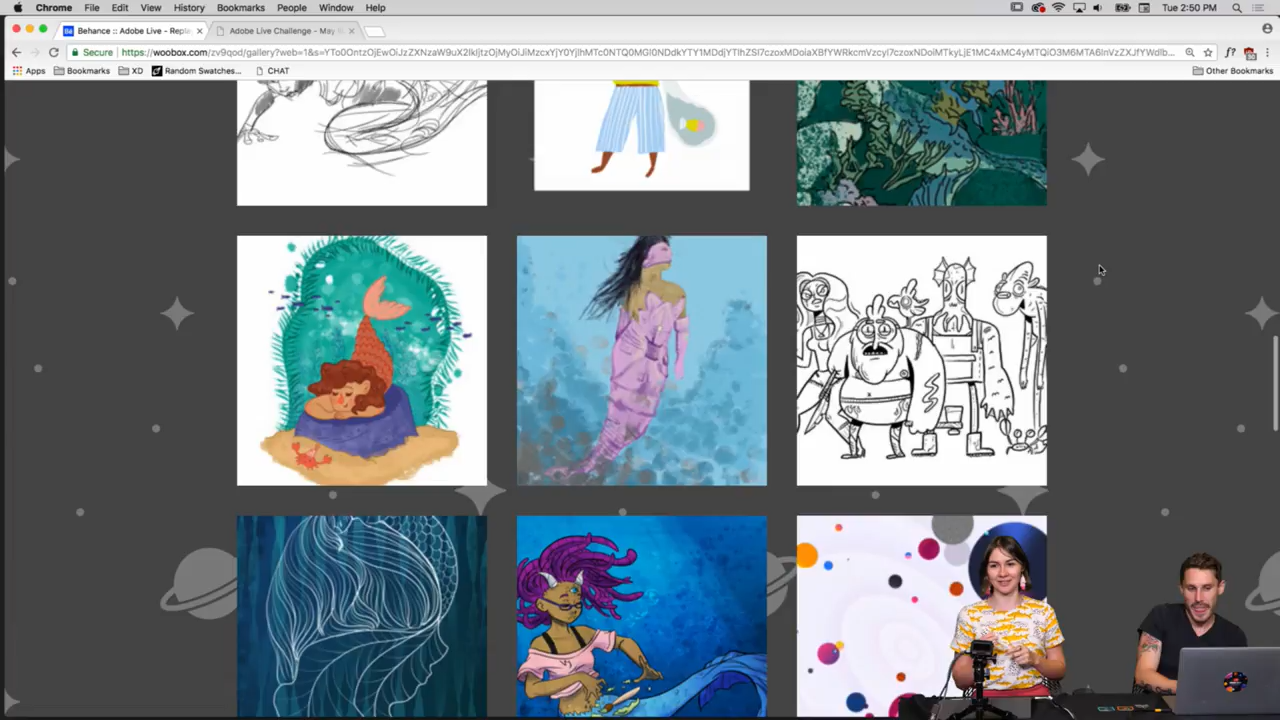 Chrome File Edit View History Bookmarks People Window Help Tue 2:50 PM
Bē Behance :: Adobe Live - Repla Adobe Live Challenge - May
Secure
Apps Bookmarks XD Random Swatches... CHAT Other Bookmarks